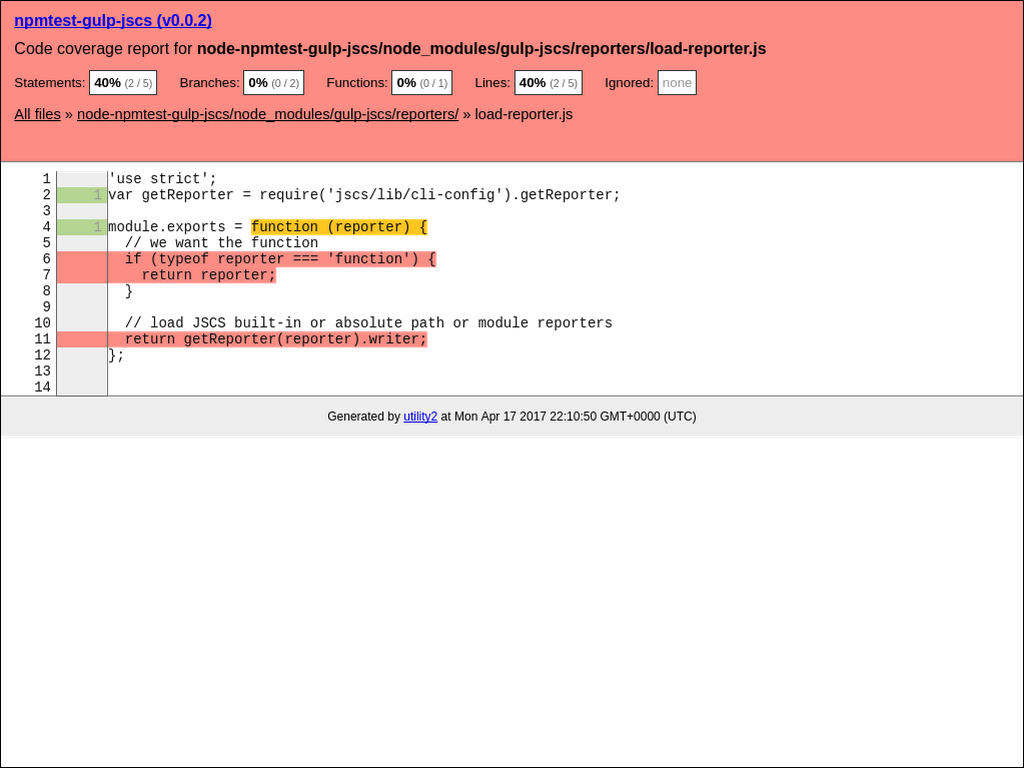 npmtest-gulp-jscs (v0.0.2)
Code coverage report for node-npmtest-gulp-jscs/node_modules/gulp-jscs/reporters/load-reporter.js
Statements: 40% (2 / 5) Branches: 0% (0 / 2) Functions: 0% (0 / 1) Lines: 40% (2 / 5) Ignored: none
All files » node-npmtest-gulp-jscs/node_modules/gulp-jscs/reporters/ » load-reporter.js
1 'use strict';
2 1 var getReporter = require('jscs/lib/cli-config').getReporter;
3
4 1 module.exports = function (reporter) {
5 // we want the function
6 if (typeof reporter === 'function') {
7 return reporter;
8 }
9
10 // load JSCS built-in or absolute path or module reporters
11 return getReporter(reporter).writer;
12 };
13
14
Generated by utility2 at Mon Apr 17 2017 22:10:50 GMT+0000 (UTC)